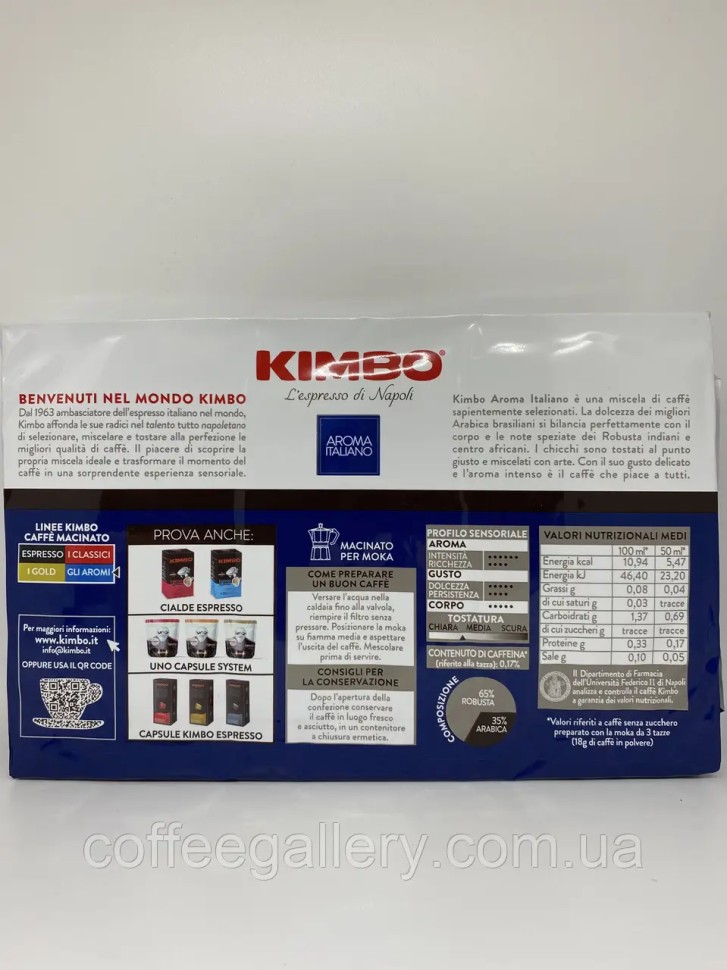 KIMBO®
L'espresso di Napoli
AROMA
ITALIANO
BENVENUTI NEL MONDO KIMBO
Dal 1963 ambasciatore dell'espresso italiano nel mondo,
Kimbo affonda le sue radici nel talento tutto napoletano
di selezionare, miscelare e tostare alla perfezione le
migliori qualità di caffè. Il piacere di scoprire la
propria miscela ideale e trasformare il momento del
caffè in una sorprendente esperienza sensoriale.
Kimbo Aroma Italiano è una miscela di caffè
sapientemente selezionati. La dolcezza dei migliori
Arabica brasiliani si bilancia perfettamente con il
corpo e le note speziate dei Robusta indiani e
centro africani. I chicchi sono tostati al punto
giusto e miscelati con arte. Con il suo gusto delicato
e l'aroma intenso è il caffè che piace a tutti.
LINEE KIMBO
CAFFÈ MACINATO
ESPRESSO I CLASSICI
I GOLD GLI AROMI
Per maggiori informazioni:
www.kimbo.it
info@kimbo.it
OPPURE USA IL QR CODE
PROVA ANCHE:
KIMBO
CIALDE ESPRESSO
UNO CAPSULE SYSTEM
CAPSULE KIMBO ESPRESSO
MACINATO
PER MOKA
COME PREPARARE
UN BUON CAFFÈ
Versare l'acqua nella
caldaia fino alla valvola,
riempire il filtro senza
pressare. Posizionare la moka
su fiamma media e aspettare
l'uscita del caffè. Mescolare
prima di servire.
CONSIGLI PER
LA CONSERVAZIONE
Dopo l'apertura della
confezione conservare
il caffè in luogo fresco
e asciutto, in un contenitore
a chiusura ermetica.
PROFILO SENSORIALE
AROMA
INTENSITÀ
RICCHEZZA
GUSTO
DOLCEZZA
PERSISTENZA
CORPO
TOSTATURA
CHIARA MEDIA SCURA
CONTENUTO DI CAFFEINA*
(riferito alla tazza): 0,17%
COMPOSIZIONE
65%
ROBUSTA
35%
ARABICA
VALORI NUTRIZIONALI MEDI
100 ml* 50 ml*
Energia kcal 10,94 5,47
Energia kJ 46,40 23,20
Grassi g 0,08 0,04
di cui saturi g 0,03 tracce
Carboidrati g 1,37 0,69
di cui zuccheri g tracce tracce
Proteine g 0,33 0,17
Sale g 0,10 0,05
Il Dipartimento di Farmacia
dell'Università Federico II di Napoli
analizza e controlla il caffè Kimbo
a garanzia dei valori nutrizionali.
*Valori riferiti a caffè senza zucchero
preparato con la moka da 3 tazze
(18g di caffè in polvere)
coffeegallery.com.ua